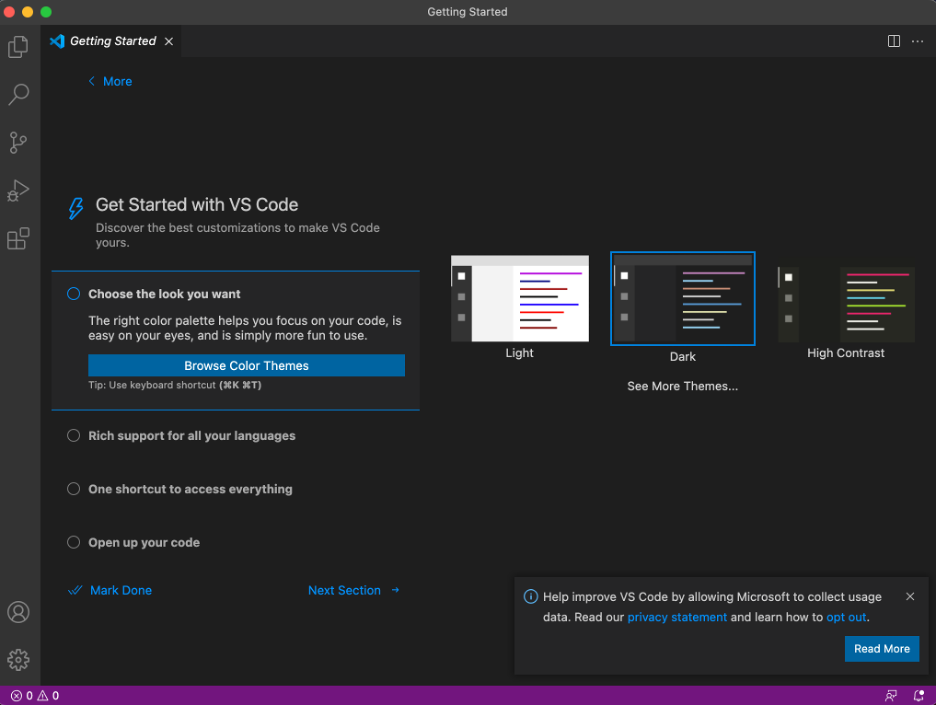 Getting Started
Getting Started
More
Get Started with VS Code
Discover the best customizations to make VS Code
yours.
Choose the look you want
The right color palette helps you focus on your code, is
easy on your eyes, and is simply more fun to use.
Browse Color Themes
Tip: Use keyboard shortcut (⌘K ⌘T)
Light
Dark
High Contrast
See More Themes...
Rich support for all your languages
One shortcut to access everything
Open up your code
Mark Done
Next Section →
Help improve VS Code by allowing Microsoft to collect usage
data. Read our privacy statement and learn how to opt out.
Read More
0 0